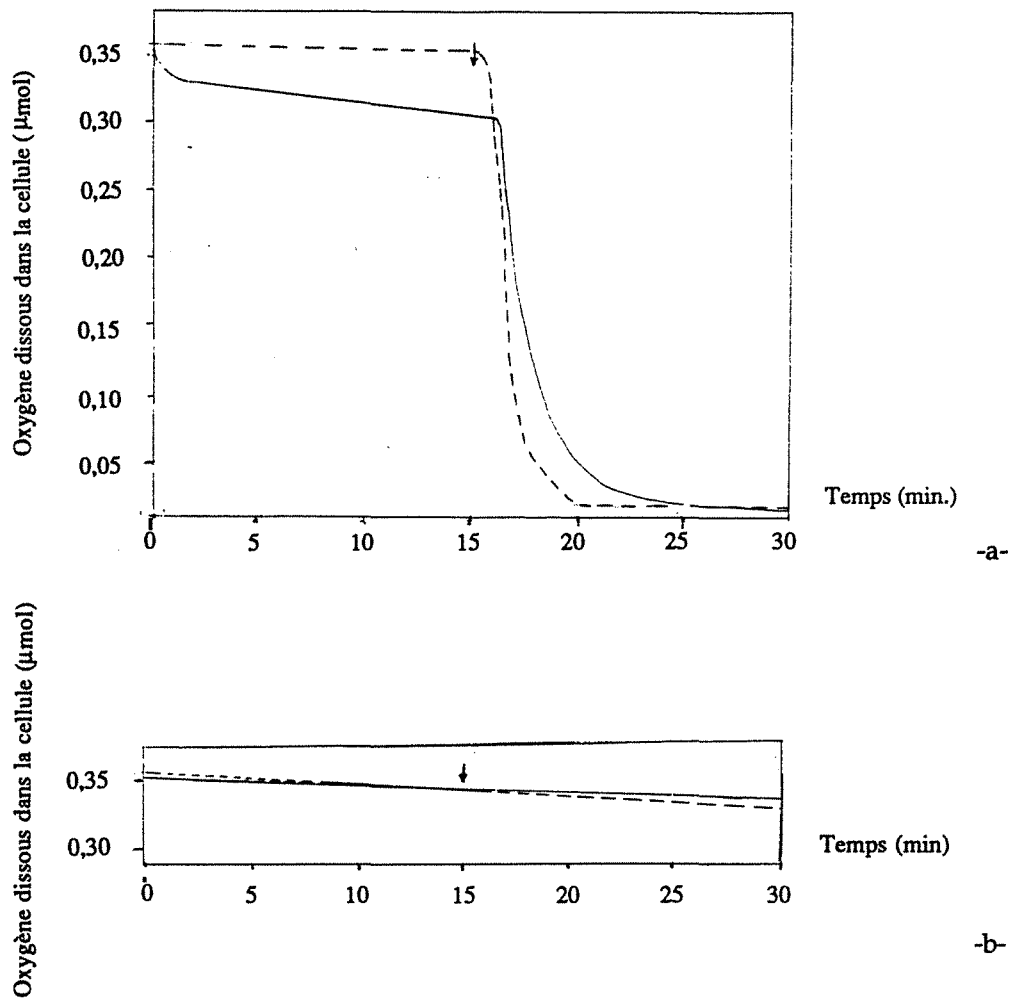 Oxygène dissous dans la cellule ( µmol)
0,35
0,30
0,25
0,20
0,15
0,10
0,05
0 5 10 15 20 25 30
Temps (min.)
-a-
Oxygène dissous dans la cellule (µmol)
0,35
0,30
0 5 10 15 20 25 30
Temps (min)
-b-